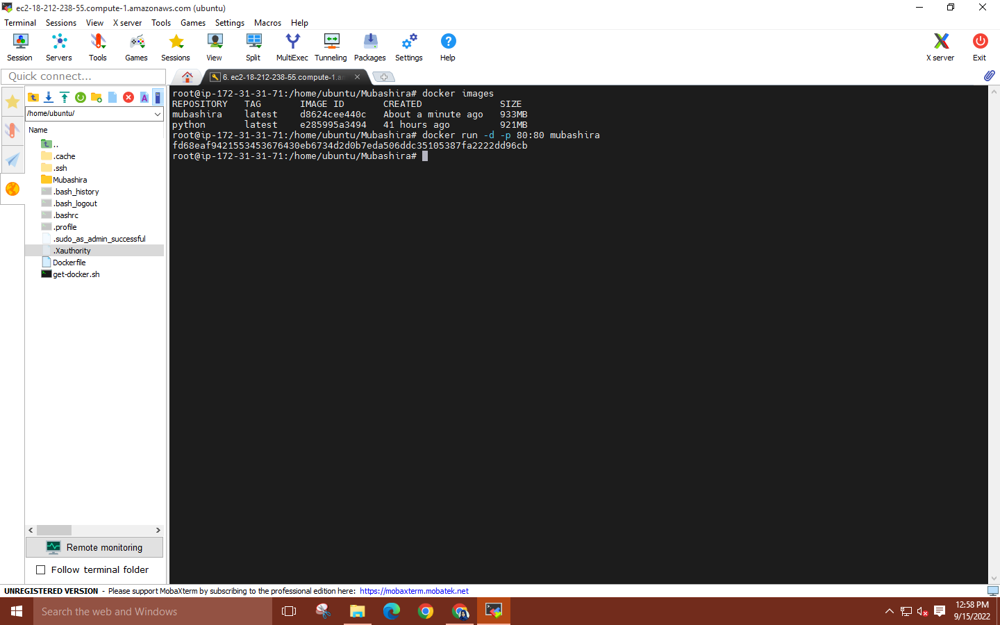 ec2-18-212-238-55.compute-1.amazonaws.com (ubuntu)
Terminal Sessions View X server Tools Games Settings Macros Help
Session Servers Tools Games Sessions View Split MultiExec Tunneling Packages Settings Help X server Exit
Quick connect...
6. ec2-18-212-238-55.compute-1.am
/home/ubuntu/
Name
..
.cache
.ssh
Mubashira
.bash_history
.bash_logout
.bashrc
.profile
.sudo_as_admin_successful
.Xauthority
Dockerfile
get-docker.sh
root@ip-172-31-31-71:/home/ubuntu/Mubashira# docker images
REPOSITORY TAG IMAGE ID CREATED SIZE
mubashira latest d8624cee440c About a minute ago 933MB
python latest e285995a3494 41 hours ago 921MB
root@ip-172-31-31-71:/home/ubuntu/Mubashira# docker run -d -p 80:80 mubashira
fd68eaf9421553453676430eb6734d2d0b7eda506ddc35105387fa2222dd96cb
root@ip-172-31-31-71:/home/ubuntu/Mubashira#
Remote monitoring
Follow terminal folder
UNREGISTERED VERSION - Please support MobaXterm by subscribing to the professional edition here: https://mobaxterm.mobatek.net
Search the web and Windows
12:58 PM
9/15/2022